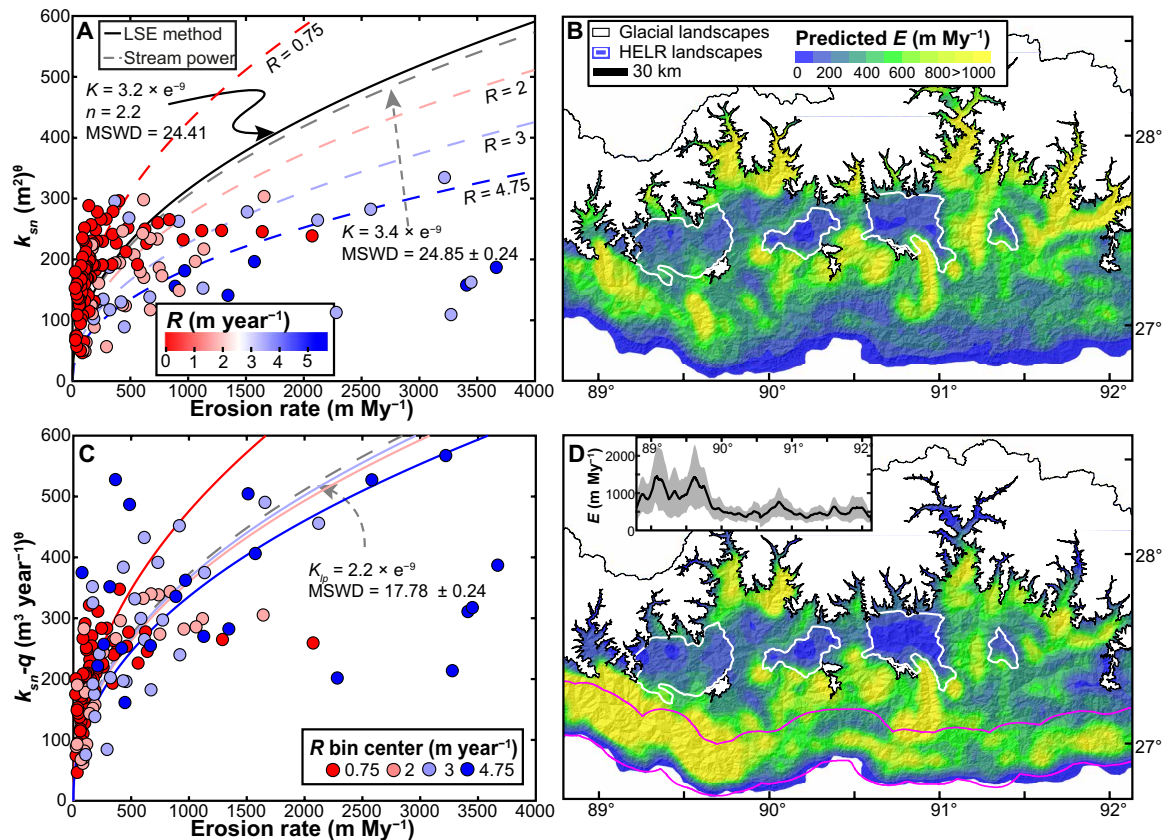 A
LSE method
Stream power
K = 3.2 × e⁻⁹
n = 2.2
MSWD = 24.41
R = 0.75
R = 2
R = 3
R = 4.75
K = 3.4 × e⁻⁹
MSWD = 24.85 ± 0.24
R (m year⁻¹)
0 1 2 3 4 5
ksn (m²)θ
600
500
400
300
200
100
0
0 500 1000 1500 2000 2500 3000 3500 4000
Erosion rate (m My⁻¹)
B
Glacial landscapes
HELR landscapes
30 km
Predicted E (m My⁻¹)
0 200 400 600 800 >1000
28°
27°
89° 90° 91° 92°
C
Klp = 2.2 × e⁻⁹
MSWD = 17.78 ± 0.24
R bin center (m year⁻¹)
0.75 2 3 4.75
ksn-q (m³ year⁻¹)θ
600
500
400
300
200
100
0
0 500 1000 1500 2000 2500 3000 3500 4000
Erosion rate (m My⁻¹)
D
89° 90° 91° 92°
E (m My⁻¹)
2000
1000
0
28°
27°
89° 90° 91° 92°